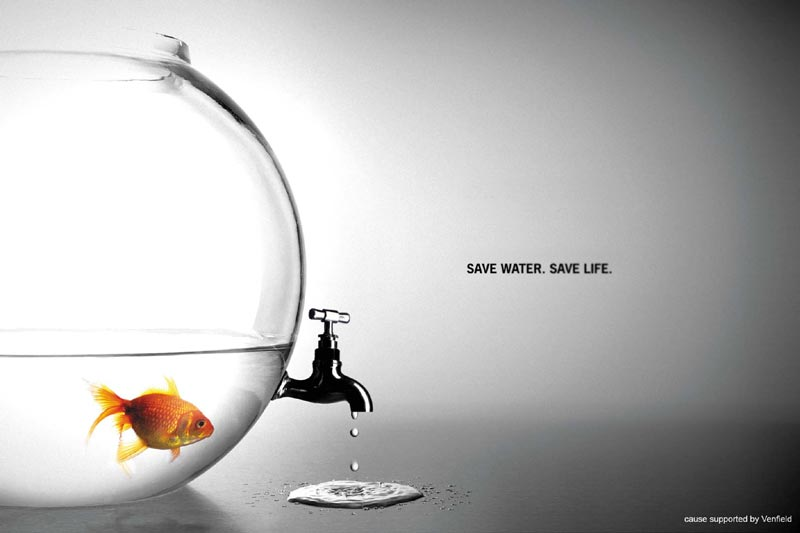 SAVE WATER. SAVE LIFE.
cause supported by Venfield